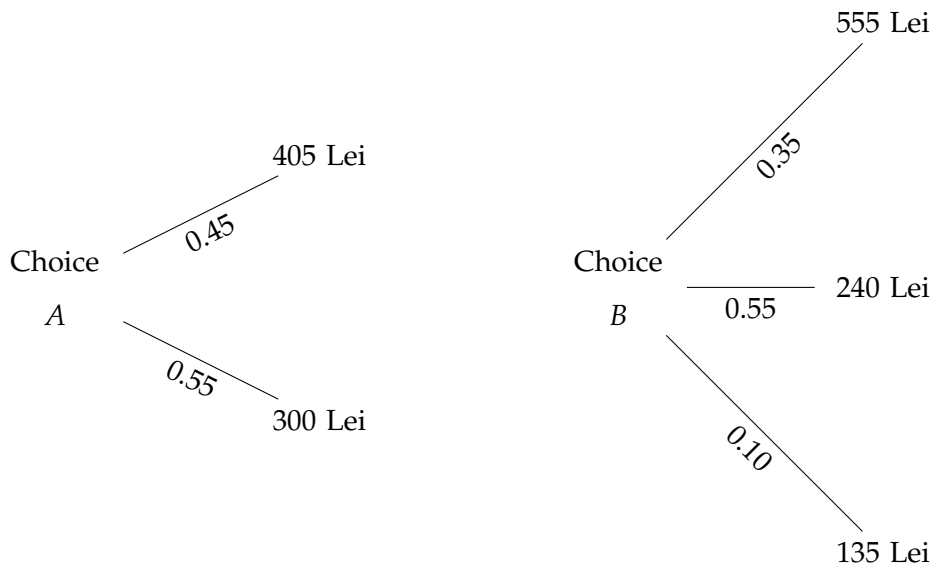 405 Lei
0.45
Choice
A
0.55
300 Lei
555 Lei
0.35
Choice
B
240 Lei
0.55
0.10
135 Lei